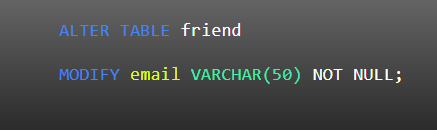 ALTER TABLE friend
MODIFY email VARCHAR(50) NOT NULL;